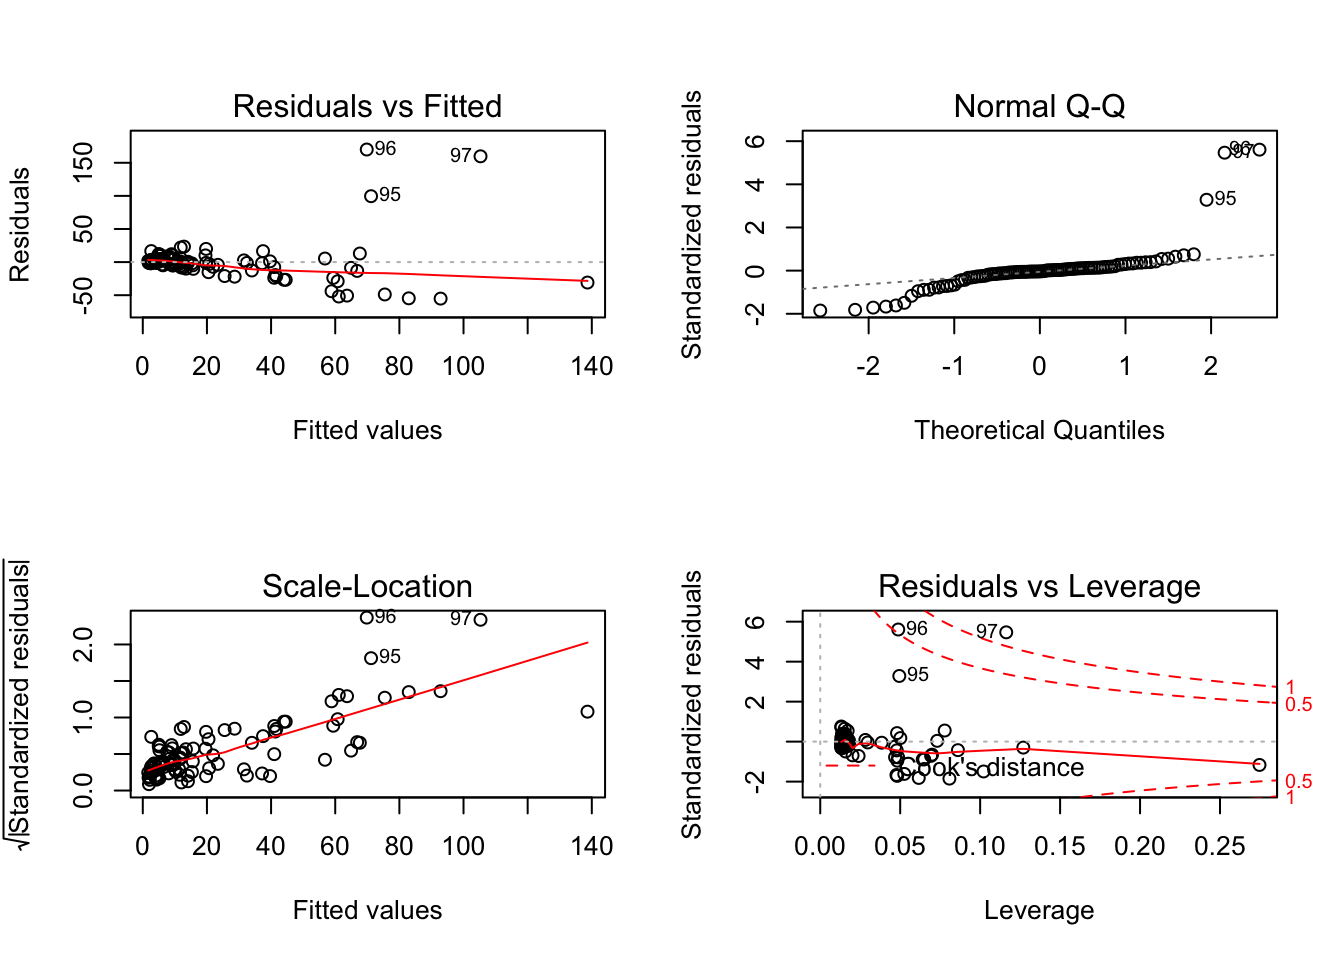 Residuals vs Fitted
Residuals
-50
50
150
96
97
95
0 20 40 60 80 100 140
Fitted values
Normal Q-Q
Standardized residuals
-2
0
2
4
6
97
95
-2 -1 0 1 2
Theoretical Quantiles
Scale-Location
√|Standardized residuals|
0.0
1.0
2.0
96
97
95
0 20 40 60 80 100 140
Fitted values
Residuals vs Leverage
Standardized residuals
-2
2
4
6
96
97
95
1
0.5
0.5
1
Cook's distance
0.00 0.05 0.10 0.15 0.20 0.25
Leverage